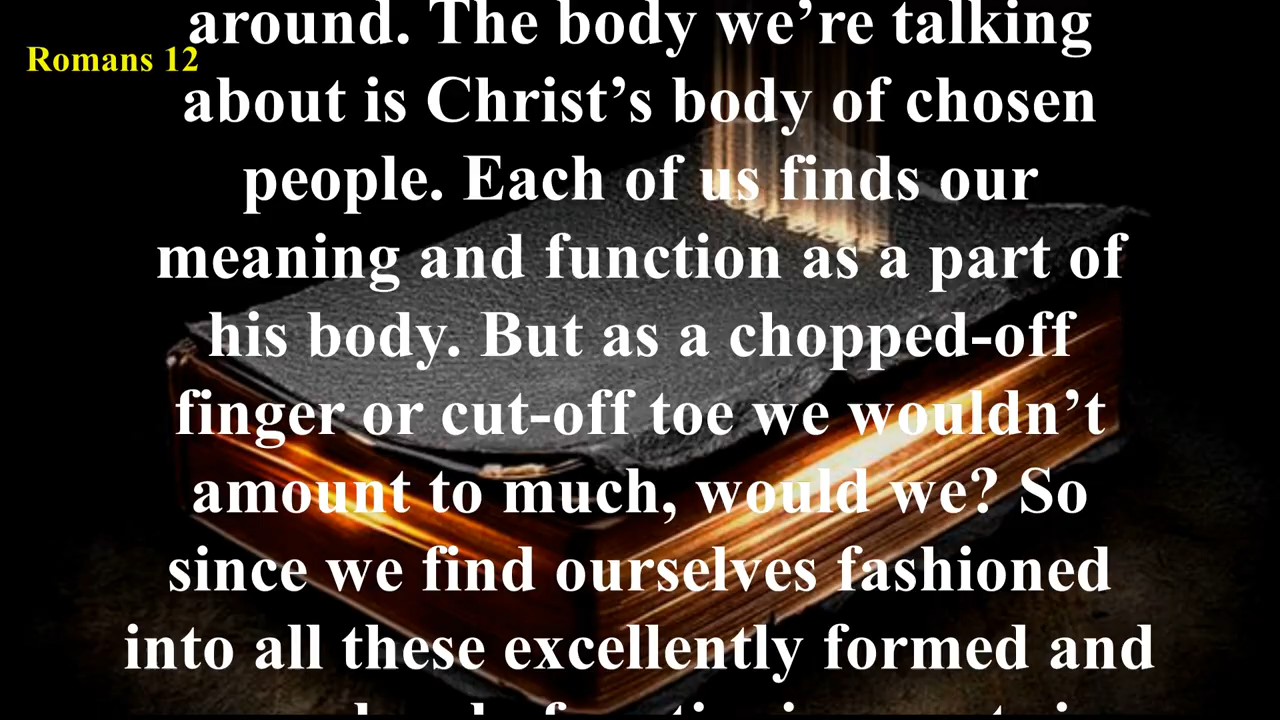 around. The body we’re talking
Romans 12
about is Christ’s body of chosen
people. Each of us finds our
meaning and function as a part of
his body. But as a chopped-off
finger or cut-off toe we wouldn’t
amount to much, would we? So
since we find ourselves fashioned
into all these excellently formed and